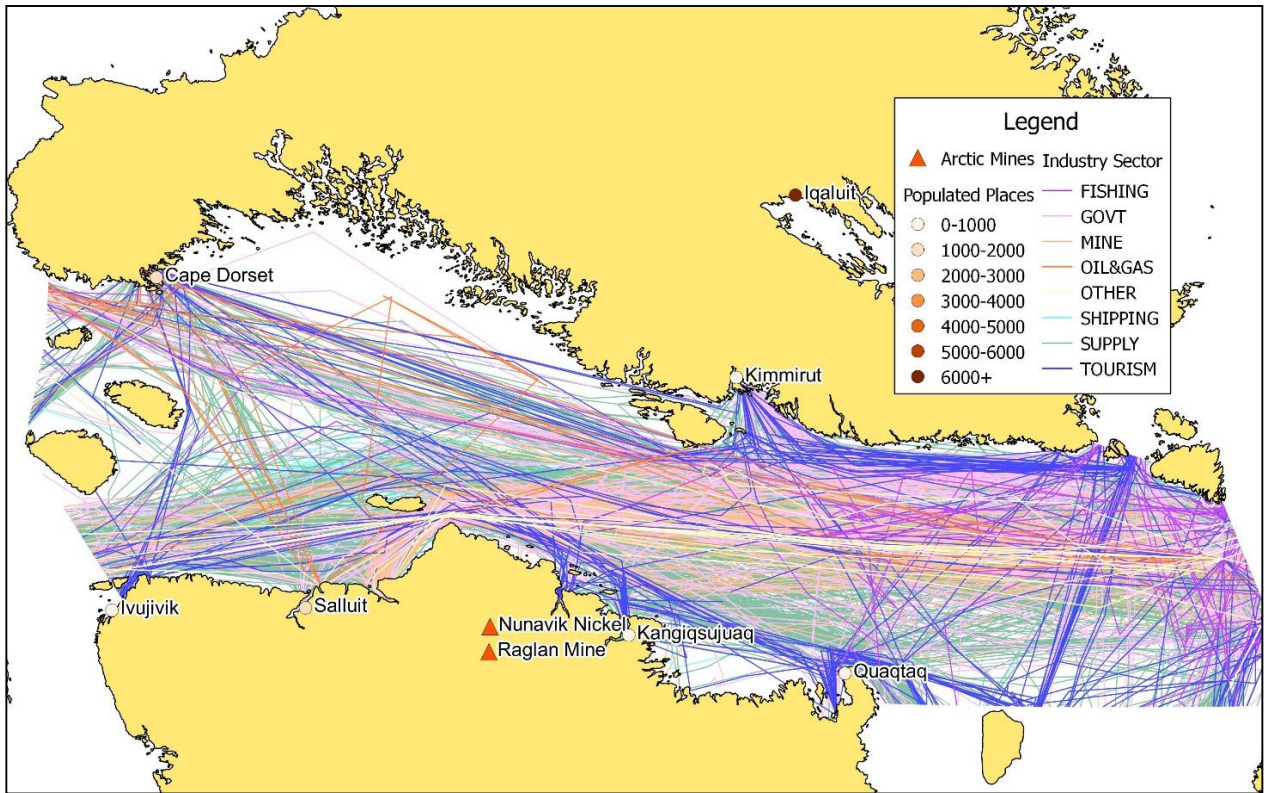 Legend
Arctic Mines
Populated Places
0-1000
1000-2000
2000-3000
3000-4000
4000-5000
5000-6000
6000+
Industry Sector
FISHING
GOVT
MINE
OIL&GAS
OTHER
SHIPPING
SUPPLY
TOURISM
Iqaluit
Cape Dorset
Kimmirut
Ivujivik
Salluit
Nunavik Nickel
Raglan Mine
Kangiqsujuaq
Quaqtaq